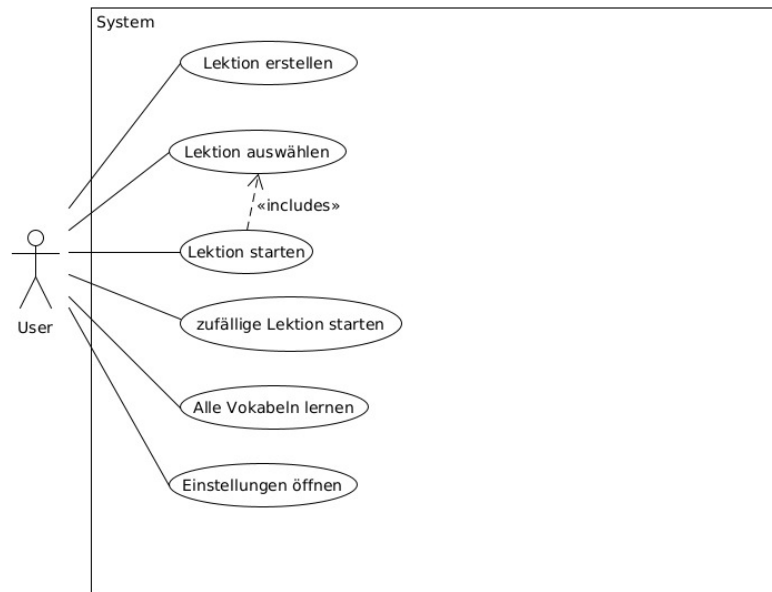 System
Lektion erstellen
Lektion auswählen
«includes»
Lektion starten
zufällige Lektion starten
User
Alle Vokabeln lernen
Einstellungen öffnen